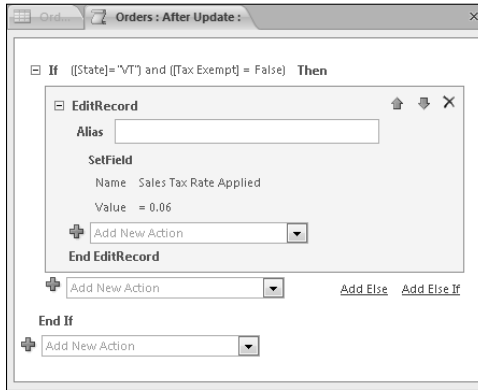 Ord...
Orders : After Update :
If ([State]= "VT") and ([Tax Exempt] = False) Then
EditRecord
Alias
SetField
Name Sales Tax Rate Applied
Value = 0.06
Add New Action
End EditRecord
Add New Action Add Else Add Else If
End If
Add New Action